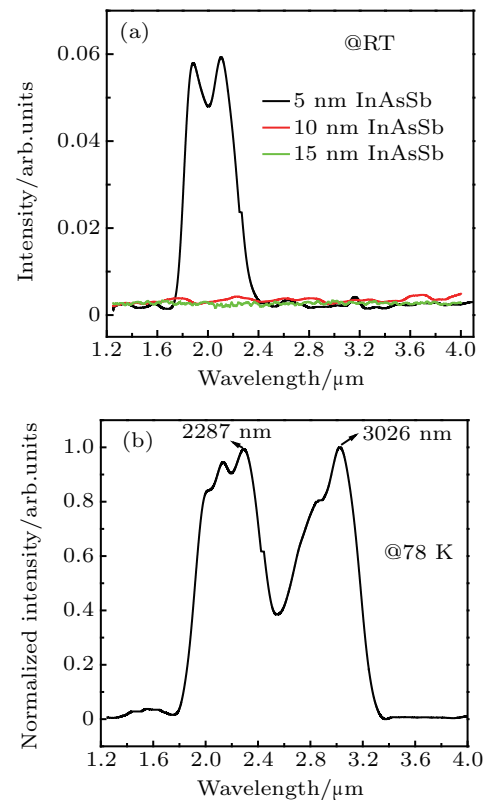 (a)
@RT
5 nm InAsSb
10 nm InAsSb
15 nm InAsSb
Intensity/arb.units
0.06
0.04
0.02
0
1.2 1.6 2.0 2.4 2.8 3.2 3.6 4.0
Wavelength/µm
(b)
2287 nm
3026 nm
@78 K
Normalized intensity/arb.units
1.0
0.8
0.6
0.4
0.2
0
1.2 1.6 2.0 2.4 2.8 3.2 3.6 4.0
Wavelength/µm